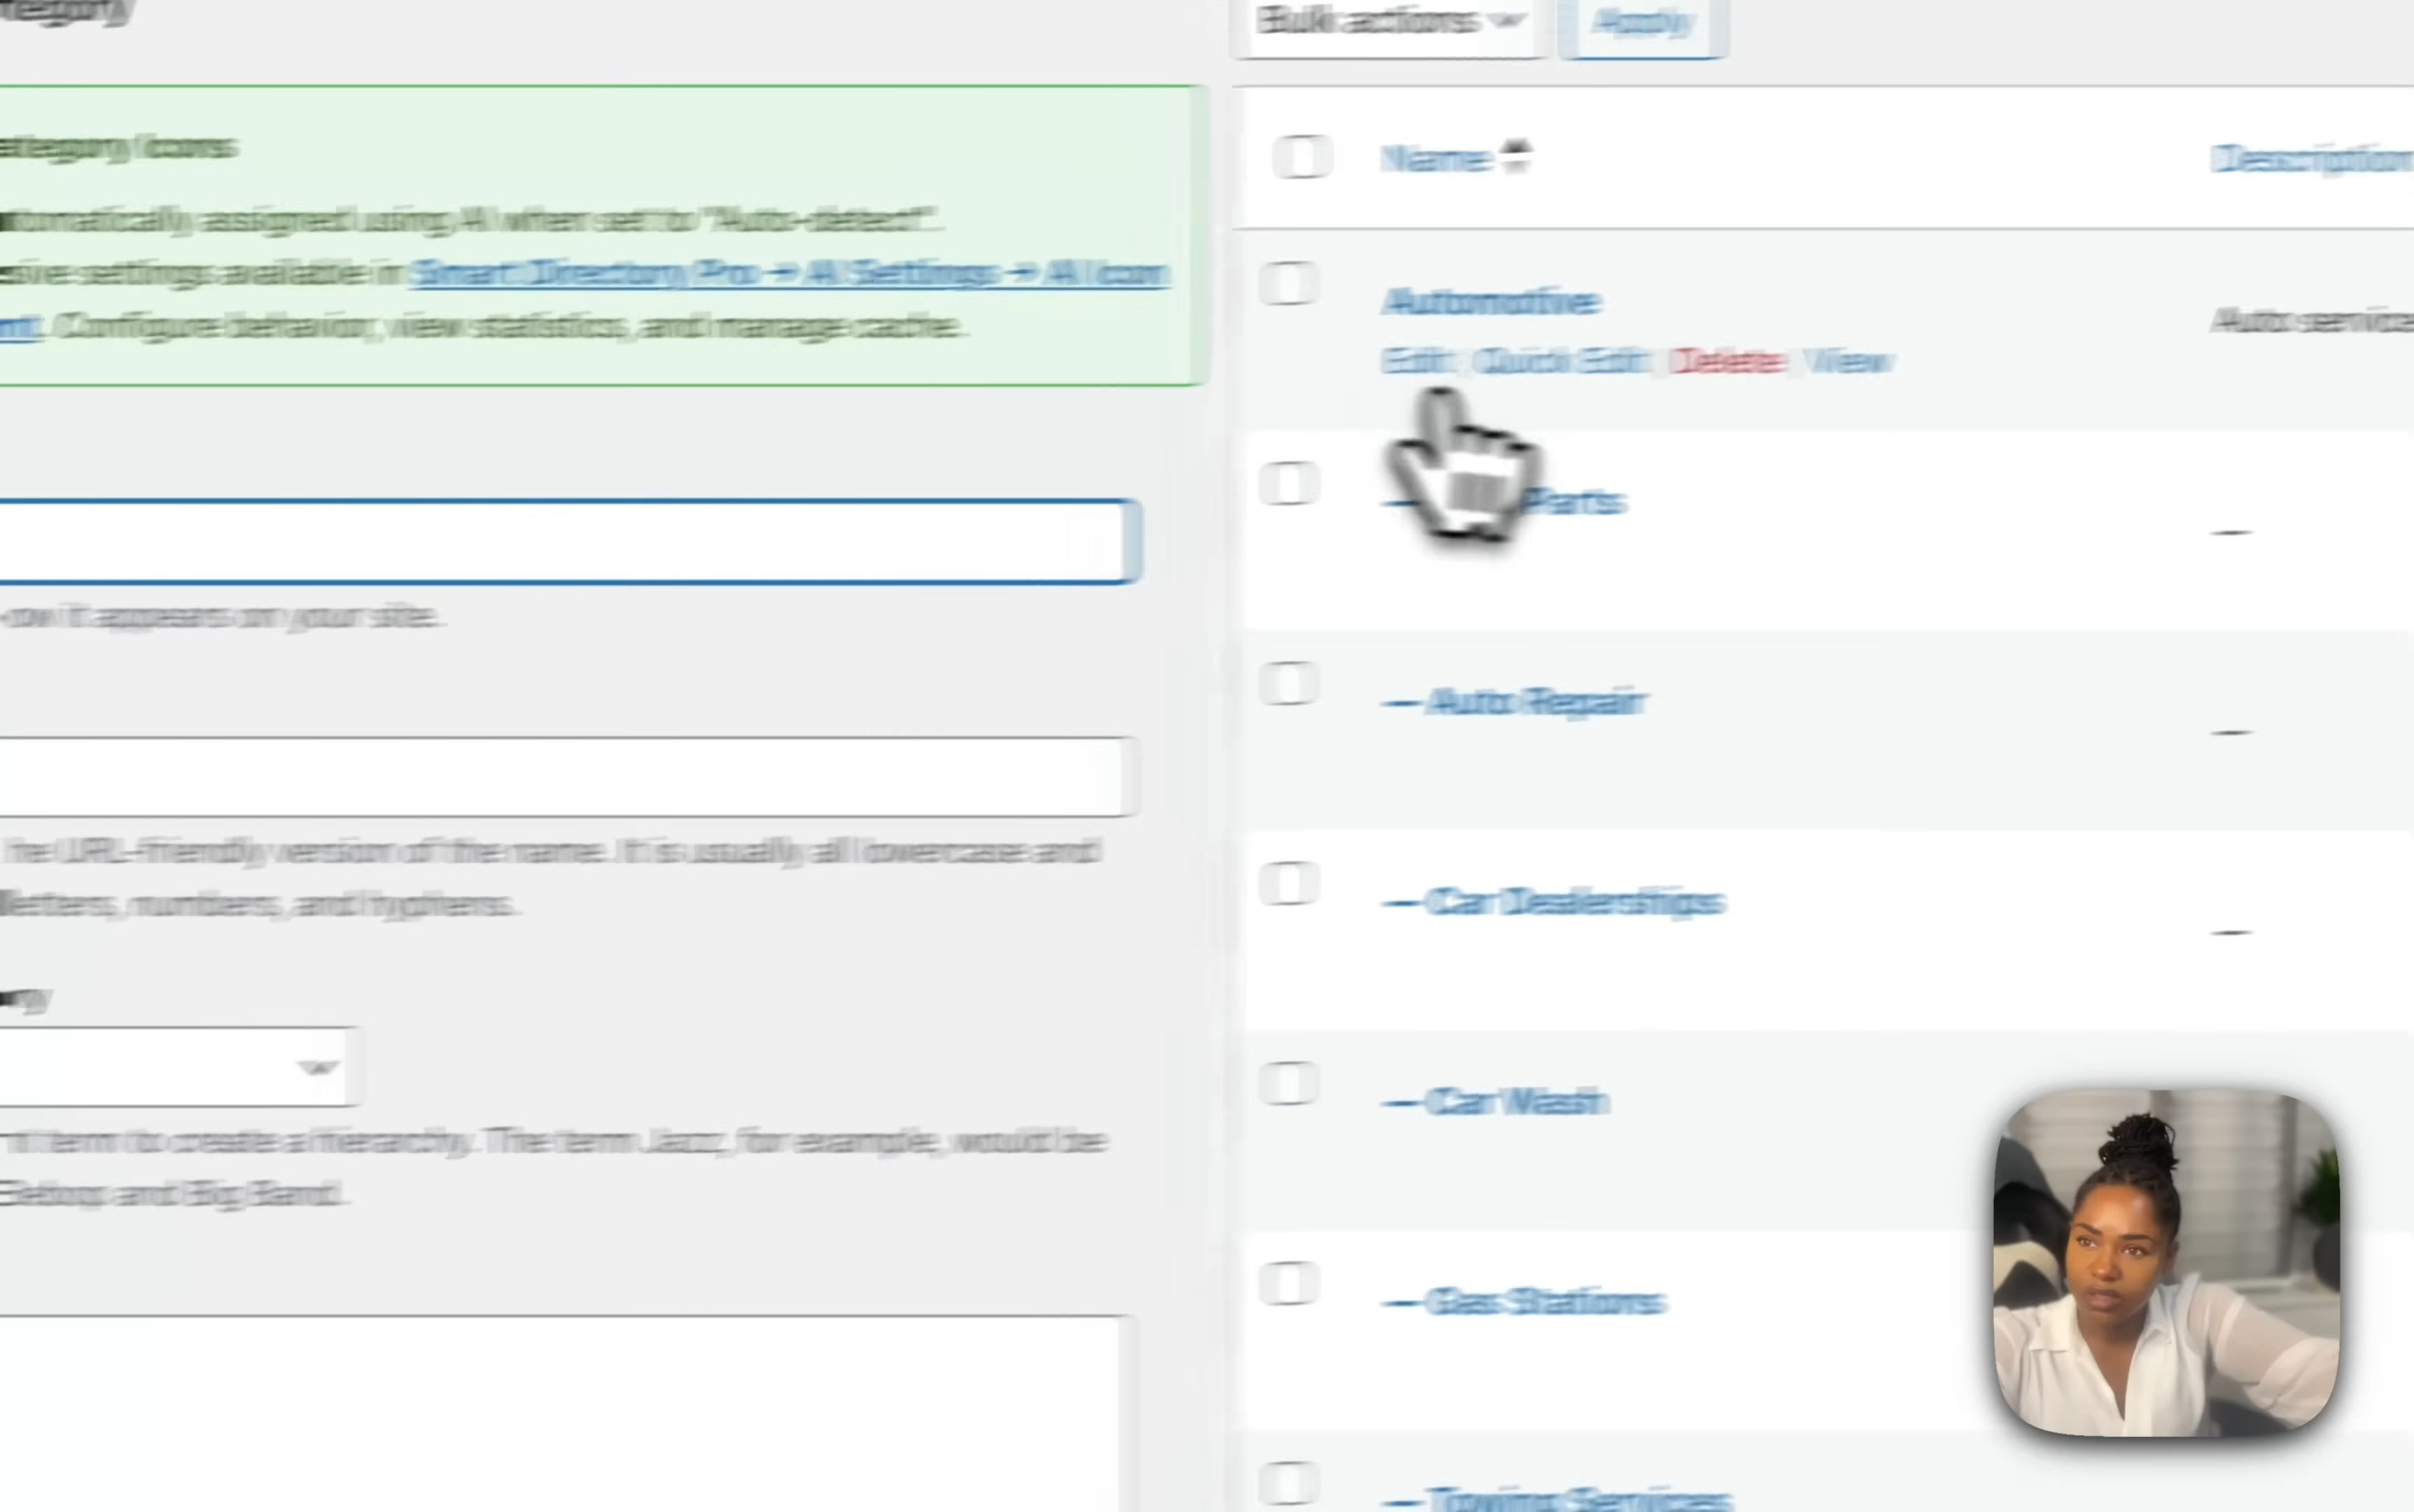 Bulk actions Apply
Category Icons
automatically assigned using AI when set to "Auto-detect".
settings available in Smart Directory Pro → AI Settings → AI Icon
Configure behavior, view statistics, and manage cache.
how it appears on your site.
The URL-friendly version of the name. It is usually all lowercase and
letters, numbers, and hyphens.
term to create a hierarchy. The term Jazz, for example, would be
Bebop and Big Band.
Name Description
Automotive Auto service
Edit | Quick Edit | Delete | View
Parts —
— Auto Repair —
— Car Dealerships —
— Car Wash
— Gas Stations
— Towing Services